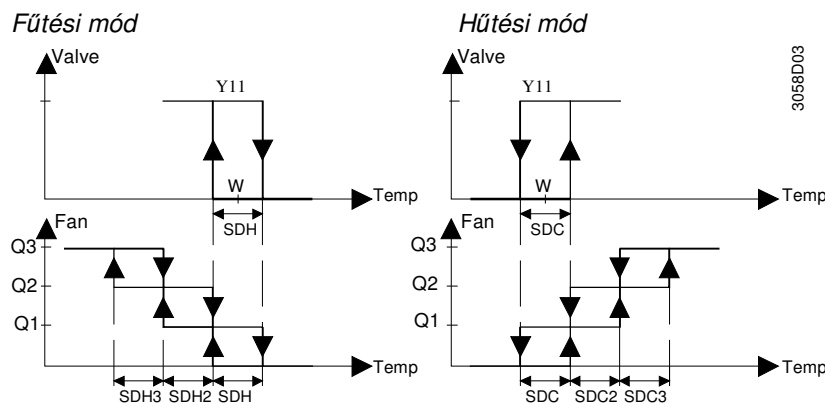 Fűtési mód
Valve
Y11
W
Temp
SDH
Fan
Q3
Q2
Q1
Temp
SDH3 SDH2 SDH
Hűtési mód
Valve
Y11
3058D03
W
Temp
SDC
Fan
Q3
Q2
Q1
Temp
SDC SDC2 SDC3